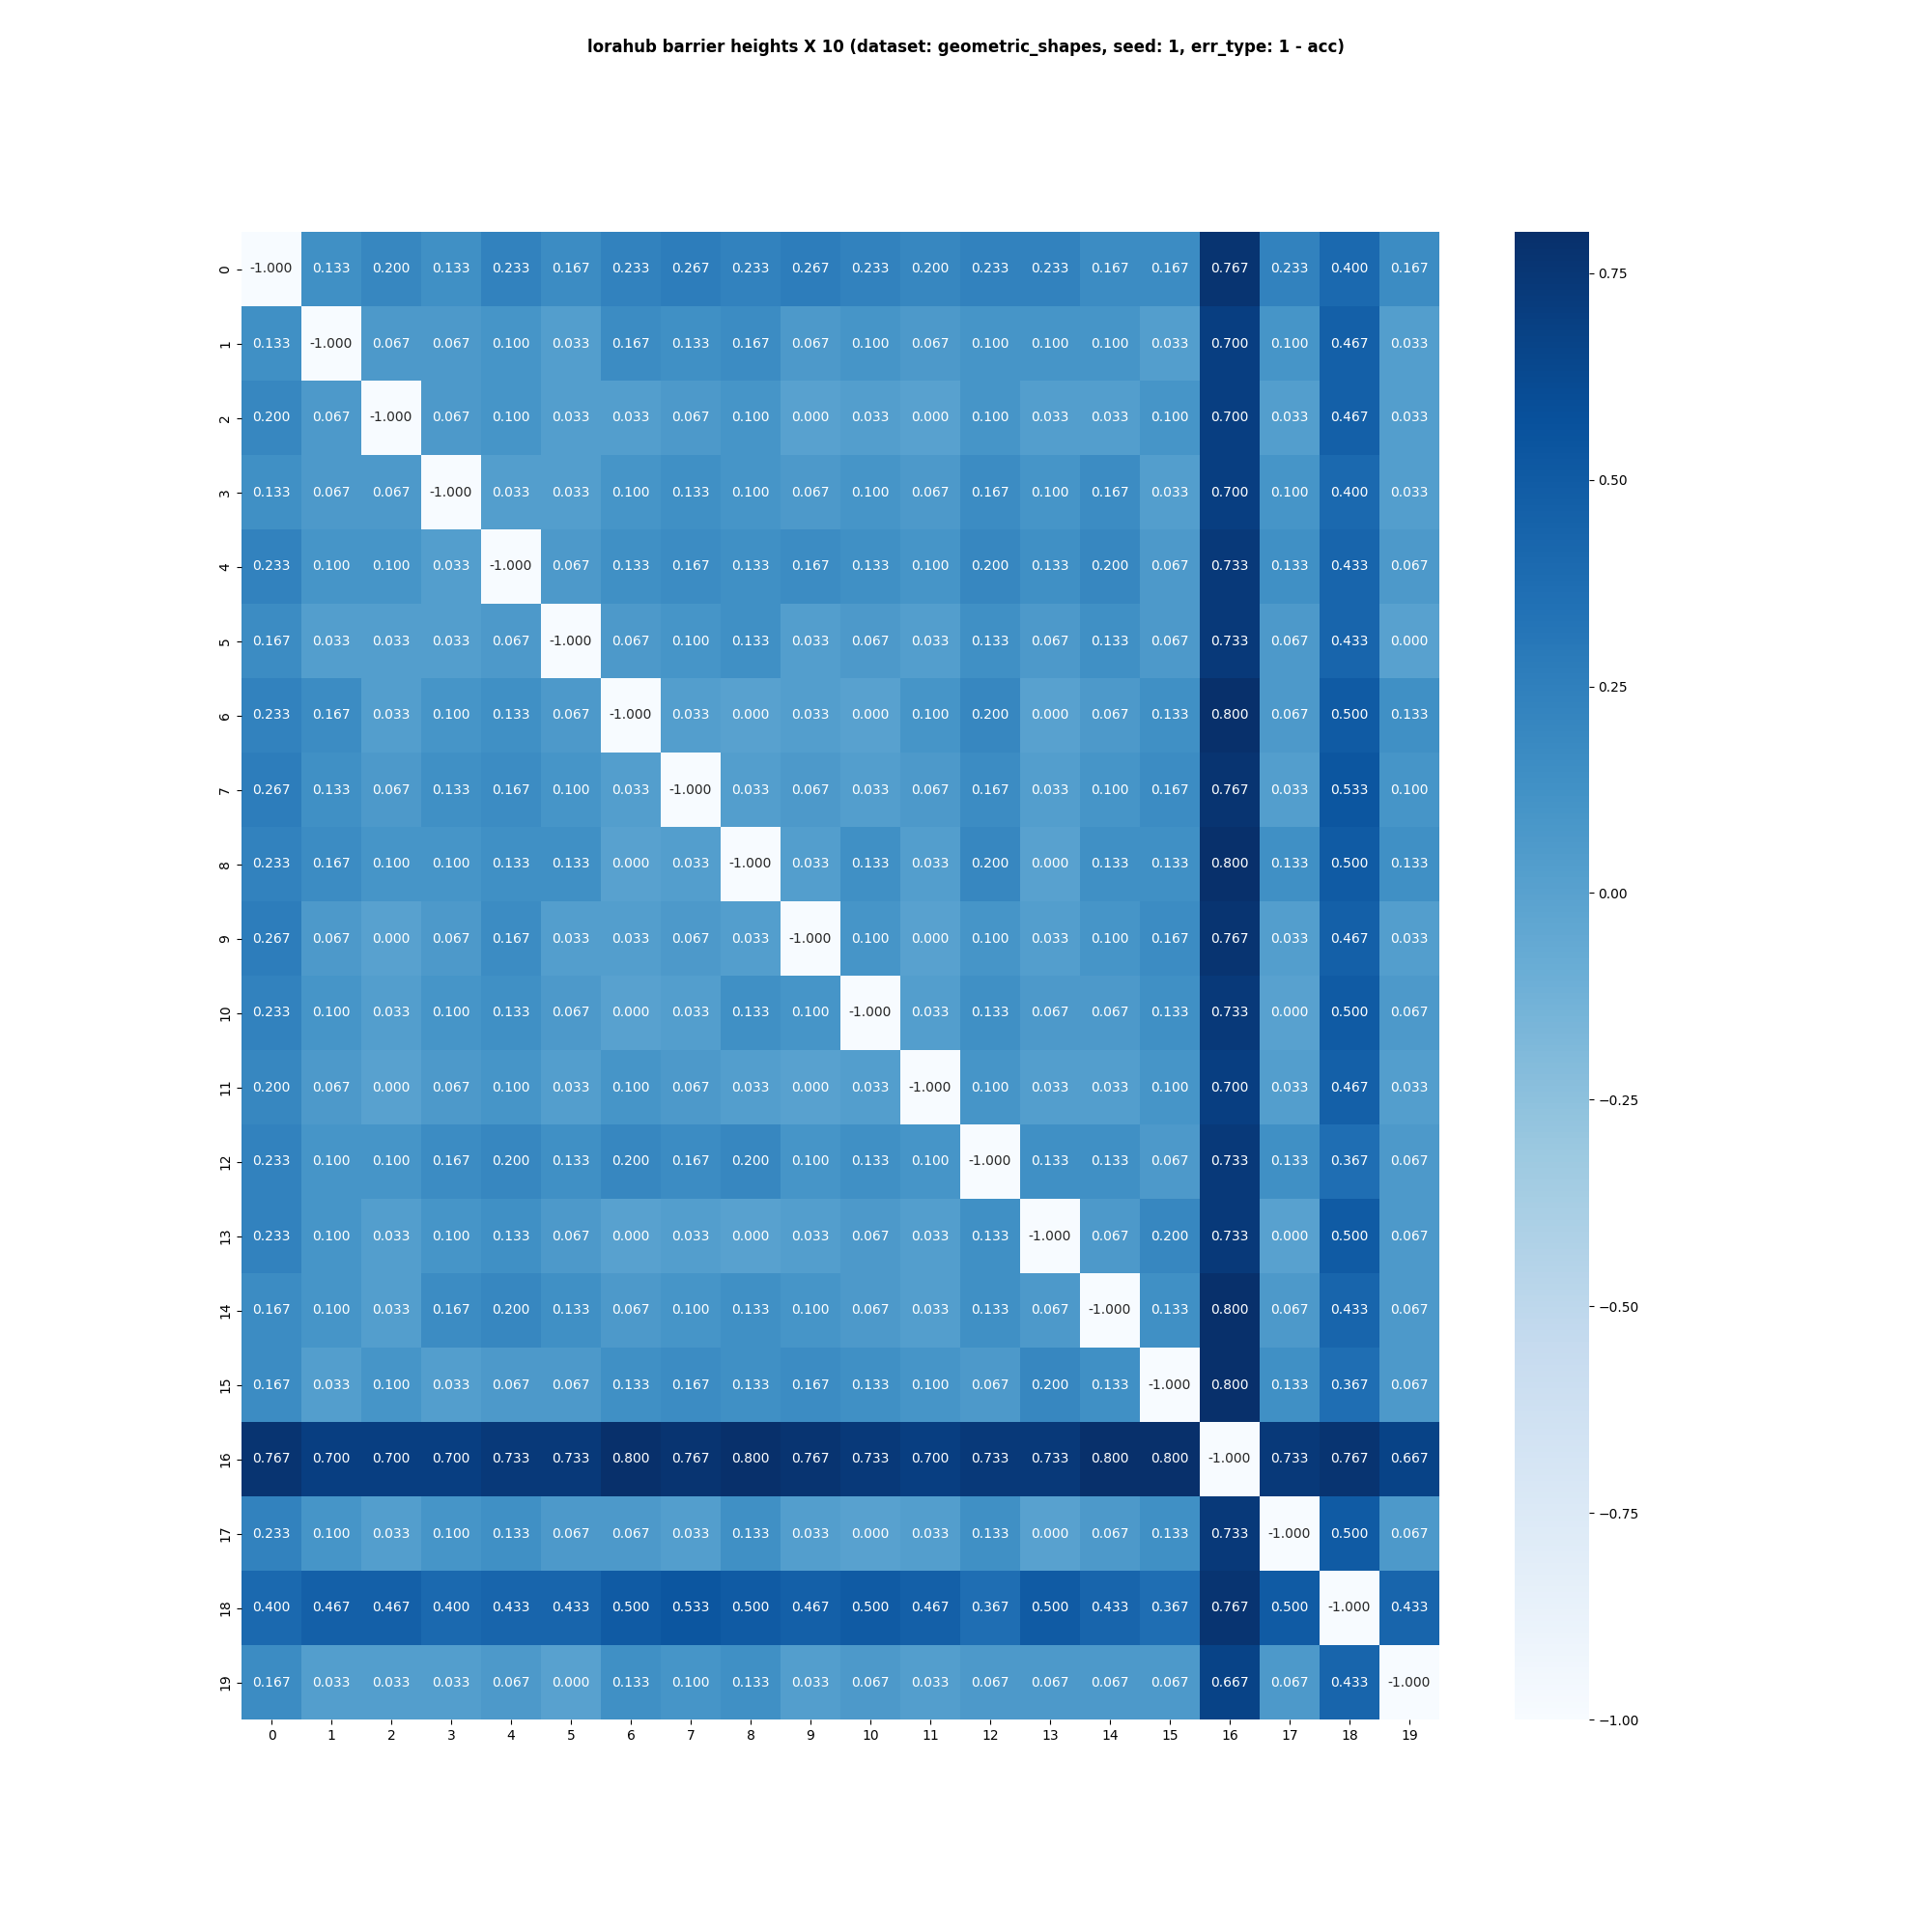 lorahub barrier heights X 10 (dataset: geometric_shapes, seed: 1, err_type: 1 - acc)
0 -1.000 0.133 0.200 0.133 0.233 0.167 0.233 0.267 0.233 0.267 0.233 0.200 0.233 0.233 0.167 0.167 0.767 0.233 0.400 0.167
1 0.133 -1.000 0.067 0.067 0.100 0.033 0.167 0.133 0.167 0.067 0.100 0.067 0.100 0.100 0.100 0.033 0.700 0.100 0.467 0.033
2 0.200 0.067 -1.000 0.067 0.100 0.033 0.033 0.067 0.100 0.000 0.033 0.000 0.100 0.033 0.033 0.100 0.700 0.033 0.467 0.033
3 0.133 0.067 0.067 -1.000 0.033 0.033 0.100 0.133 0.100 0.067 0.100 0.067 0.167 0.100 0.167 0.033 0.700 0.100 0.400 0.033
4 0.233 0.100 0.100 0.033 -1.000 0.067 0.133 0.167 0.133 0.167 0.133 0.100 0.200 0.133 0.200 0.067 0.733 0.133 0.433 0.067
5 0.167 0.033 0.033 0.033 0.067 -1.000 0.067 0.100 0.133 0.033 0.067 0.033 0.133 0.067 0.133 0.067 0.733 0.067 0.433 0.000
6 0.233 0.167 0.033 0.100 0.133 0.067 -1.000 0.033 0.000 0.033 0.000 0.100 0.200 0.000 0.067 0.133 0.800 0.067 0.500 0.133
7 0.267 0.133 0.067 0.133 0.167 0.100 0.033 -1.000 0.033 0.067 0.033 0.067 0.167 0.033 0.100 0.167 0.767 0.033 0.533 0.100
8 0.233 0.167 0.100 0.100 0.133 0.133 0.000 0.033 -1.000 0.033 0.133 0.033 0.200 0.000 0.133 0.133 0.800 0.133 0.500 0.133
9 0.267 0.067 0.000 0.067 0.167 0.033 0.033 0.067 0.033 -1.000 0.100 0.000 0.100 0.033 0.100 0.167 0.767 0.033 0.467 0.033
10 0.233 0.100 0.033 0.100 0.133 0.067 0.000 0.033 0.133 0.100 -1.000 0.033 0.133 0.067 0.067 0.133 0.733 0.000 0.500 0.067
11 0.200 0.067 0.000 0.067 0.100 0.033 0.100 0.067 0.033 0.000 0.033 -1.000 0.100 0.033 0.033 0.100 0.700 0.033 0.467 0.033
12 0.233 0.100 0.100 0.167 0.200 0.133 0.200 0.167 0.200 0.100 0.133 0.100 -1.000 0.133 0.133 0.067 0.733 0.133 0.367 0.067
13 0.233 0.100 0.033 0.100 0.133 0.067 0.000 0.033 0.000 0.033 0.067 0.033 0.133 -1.000 0.067 0.200 0.733 0.000 0.500 0.067
14 0.167 0.100 0.033 0.167 0.200 0.133 0.067 0.100 0.133 0.100 0.067 0.033 0.133 0.067 -1.000 0.133 0.800 0.067 0.433 0.067
15 0.167 0.033 0.100 0.033 0.067 0.067 0.133 0.167 0.133 0.167 0.133 0.100 0.067 0.200 0.133 -1.000 0.800 0.133 0.367 0.067
16 0.767 0.700 0.700 0.700 0.733 0.733 0.800 0.767 0.800 0.767 0.733 0.700 0.733 0.733 0.800 0.800 -1.000 0.733 0.767 0.667
17 0.233 0.100 0.033 0.100 0.133 0.067 0.067 0.033 0.133 0.033 0.000 0.033 0.133 0.000 0.067 0.133 0.733 -1.000 0.500 0.067
18 0.400 0.467 0.467 0.400 0.433 0.433 0.500 0.533 0.500 0.467 0.500 0.467 0.367 0.500 0.433 0.367 0.767 0.500 -1.000 0.433
19 0.167 0.033 0.033 0.033 0.067 0.000 0.133 0.100 0.133 0.033 0.067 0.033 0.067 0.067 0.067 0.067 0.667 0.067 0.433 -1.000
0 1 2 3 4 5 6 7 8 9 10 11 12 13 14 15 16 17 18 19
0.75
0.50
0.25
0.00
−0.25
−0.50
−0.75
−1.00